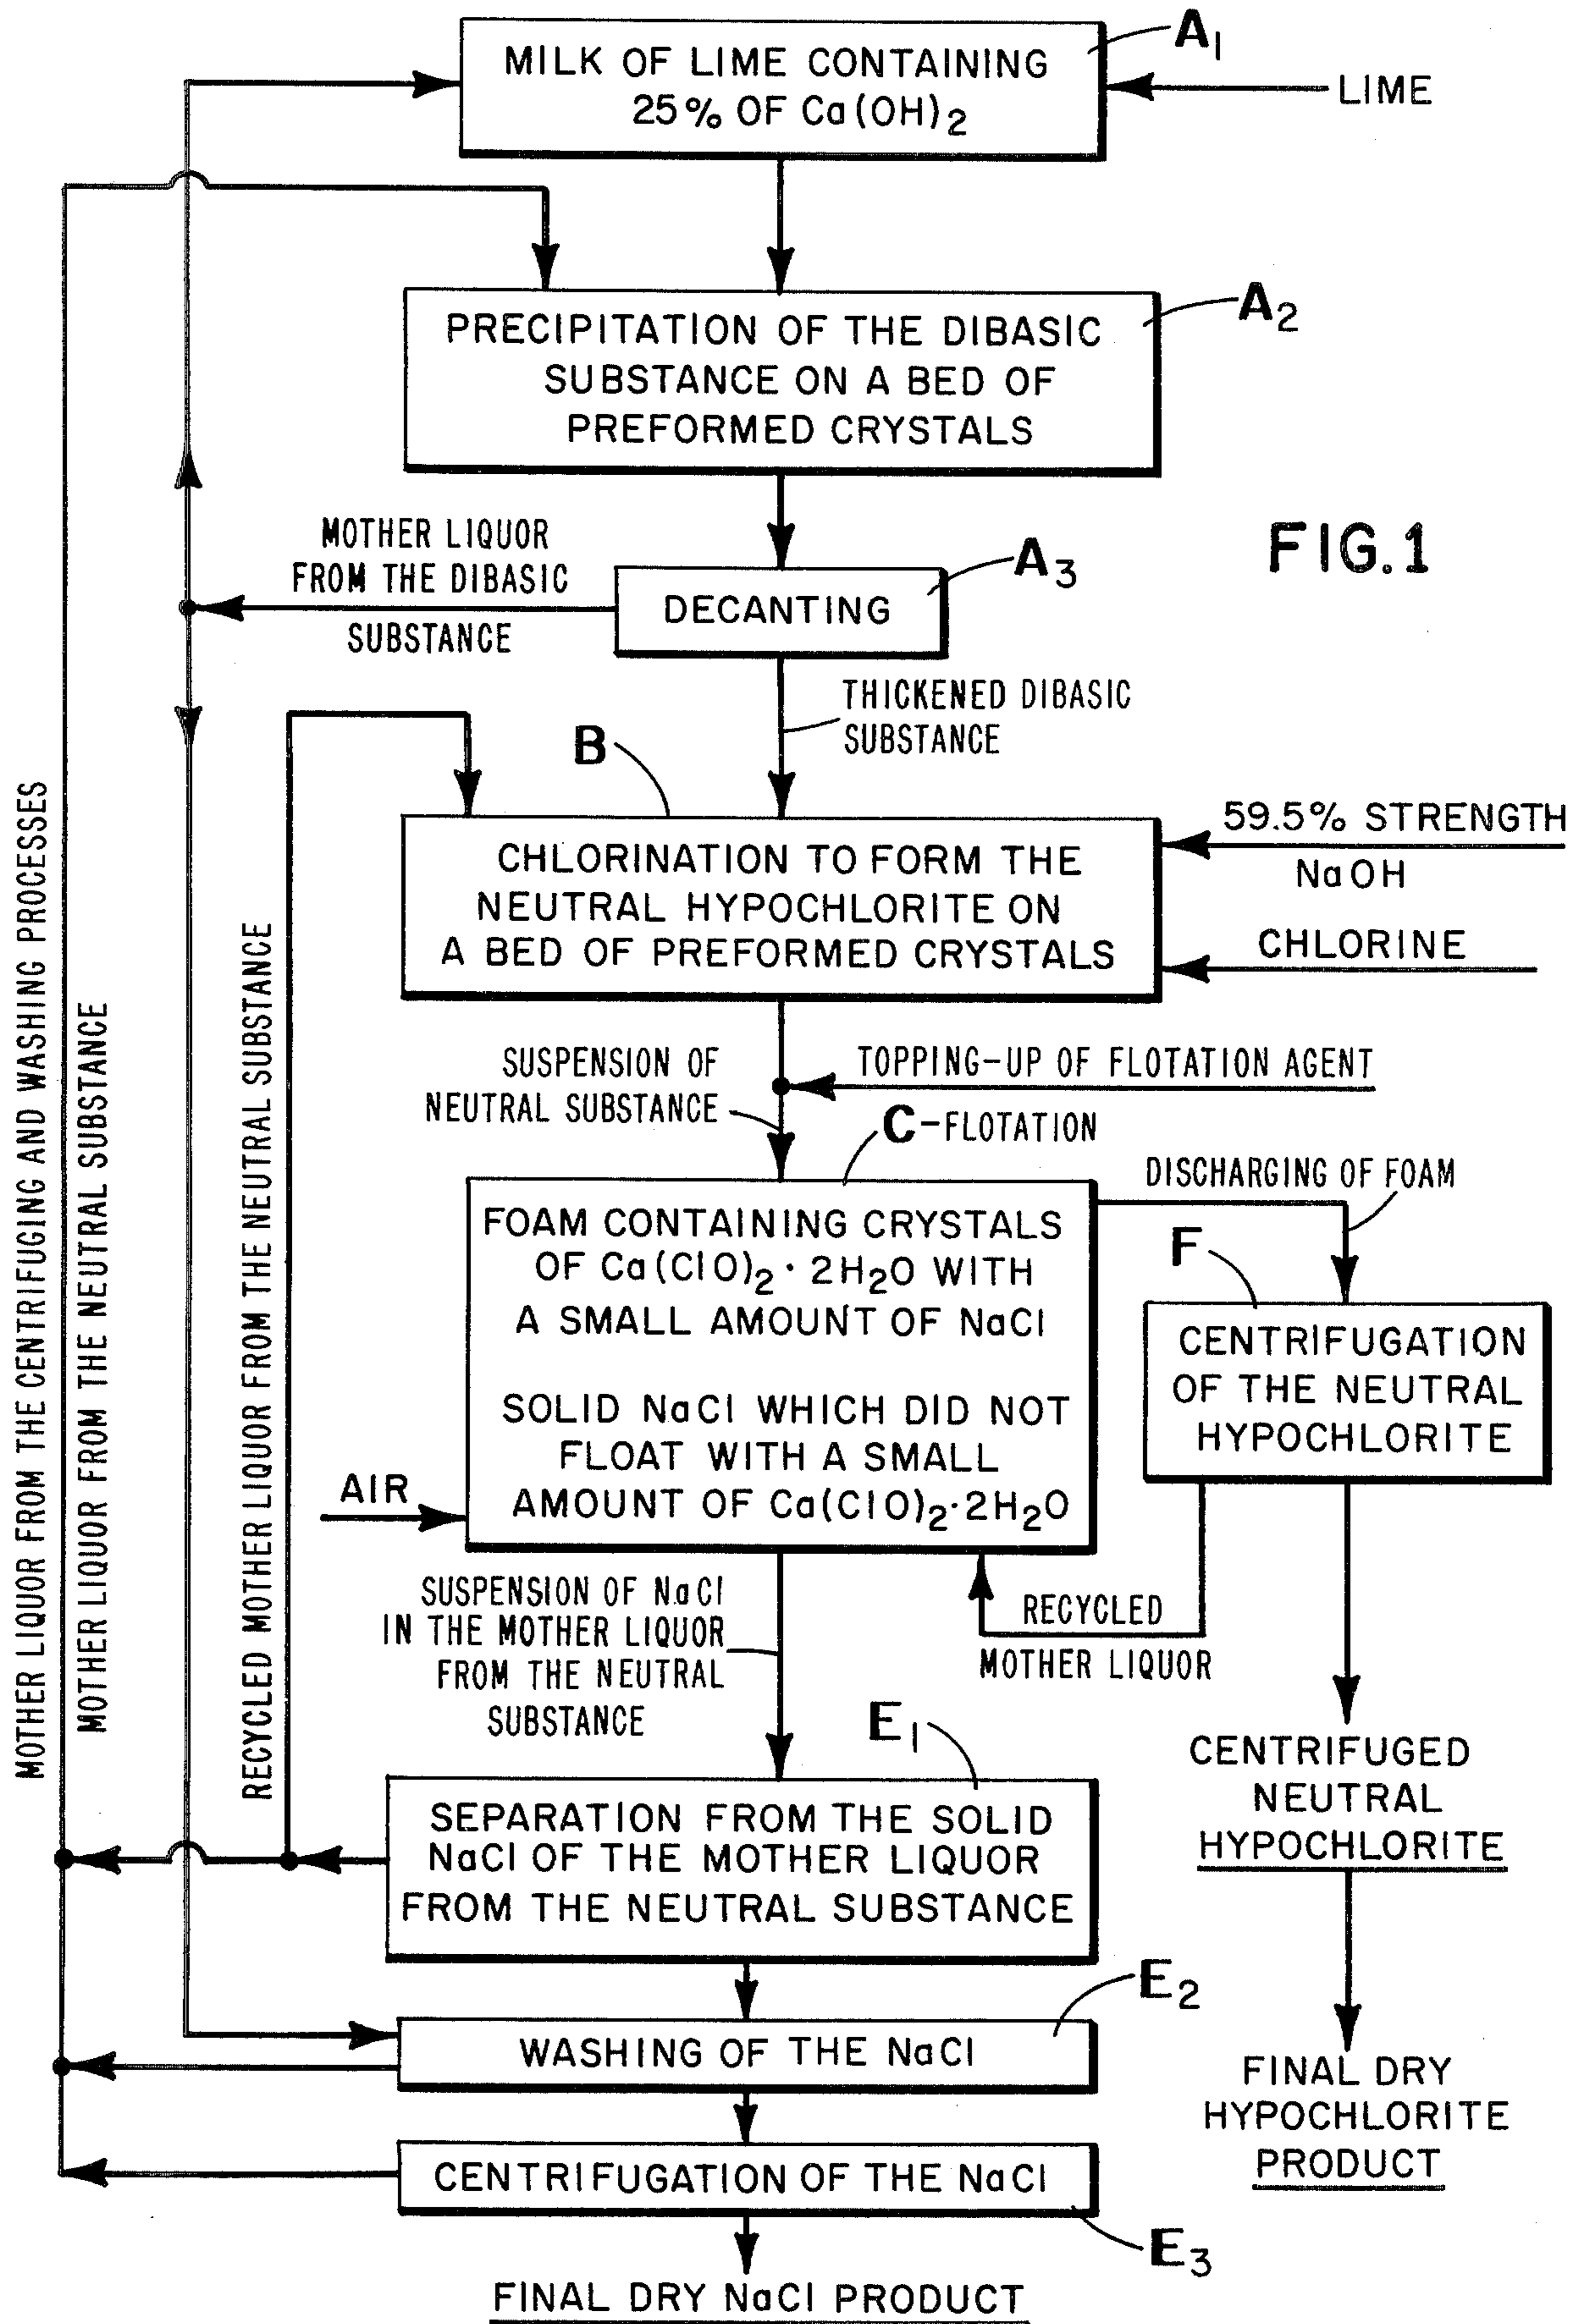 A₁
MILK OF LIME CONTAINING
25% OF Ca(OH)₂
LIME
A₂
PRECIPITATION OF THE DIBASIC
SUBSTANCE ON A BED OF
PREFORMED CRYSTALS
FIG.1
MOTHER LIQUOR
FROM THE DIBASIC
SUBSTANCE
A₃
DECANTING
THICKENED DIBASIC
SUBSTANCE
B
CHLORINATION TO FORM THE
NEUTRAL HYPOCHLORITE ON
A BED OF PREFORMED CRYSTALS
59.5% STRENGTH
NaOH
CHLORINE
SUSPENSION OF
NEUTRAL SUBSTANCE
TOPPING-UP OF FLOTATION AGENT
C-FLOTATION
DISCHARGING OF FOAM
FOAM CONTAINING CRYSTALS
OF Ca(ClO)₂·2H₂O WITH
A SMALL AMOUNT OF NaCl
SOLID NaCl WHICH DID NOT
FLOAT WITH A SMALL
AMOUNT OF Ca(ClO)₂·2H₂O
AIR
F
CENTRIFUGATION
OF THE NEUTRAL
HYPOCHLORITE
RECYCLED
MOTHER LIQUOR
SUSPENSION OF NaCl
IN THE MOTHER LIQUOR
FROM THE NEUTRAL
SUBSTANCE
CENTRIFUGED
NEUTRAL
HYPOCHLORITE
FINAL DRY
HYPOCHLORITE
PRODUCT
E₁
SEPARATION FROM THE SOLID
NaCl OF THE MOTHER LIQUOR
FROM THE NEUTRAL SUBSTANCE
E₂
WASHING OF THE NaCl
CENTRIFUGATION OF THE NaCl
E₃
FINAL DRY NaCl PRODUCT
MOTHER LIQUOR FROM THE CENTRIFUGING AND WASHING PROCESSES
MOTHER LIQUOR FROM THE NEUTRAL SUBSTANCE
RECYCLED MOTHER LIQUOR FROM THE NEUTRAL SUBSTANCE